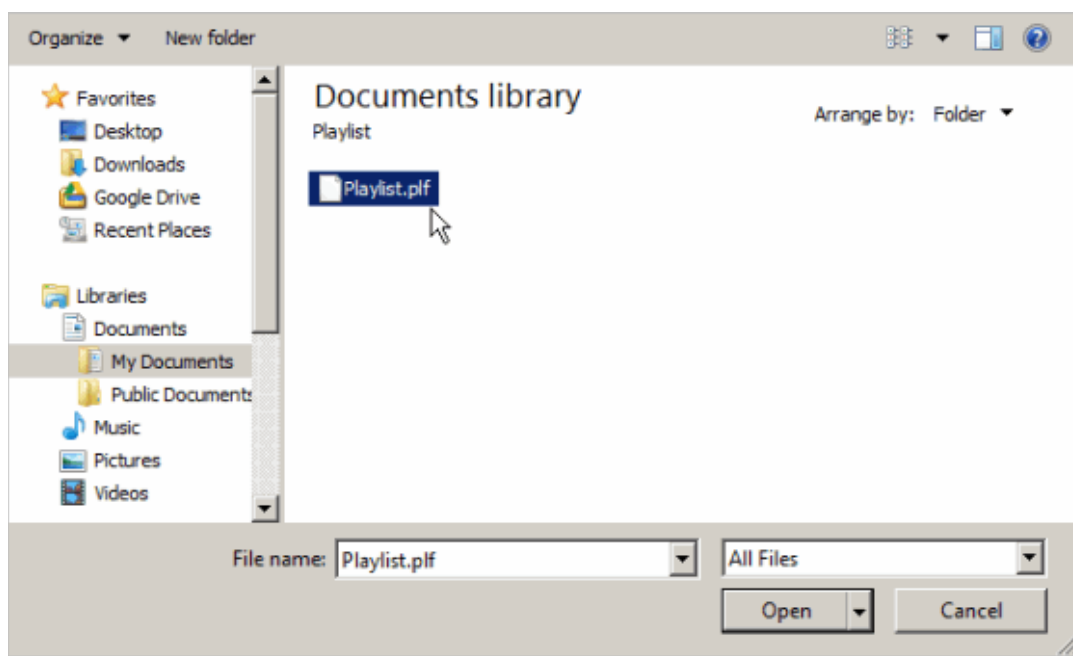 Organize New folder
Favorites
Desktop
Downloads
Google Drive
Recent Places
Libraries
Documents
My Documents
Public Documents
Music
Pictures
Videos
Documents library
Playlist
Arrange by: Folder
Playlist.plf
File name: Playlist.plf
All Files
Open
Cancel